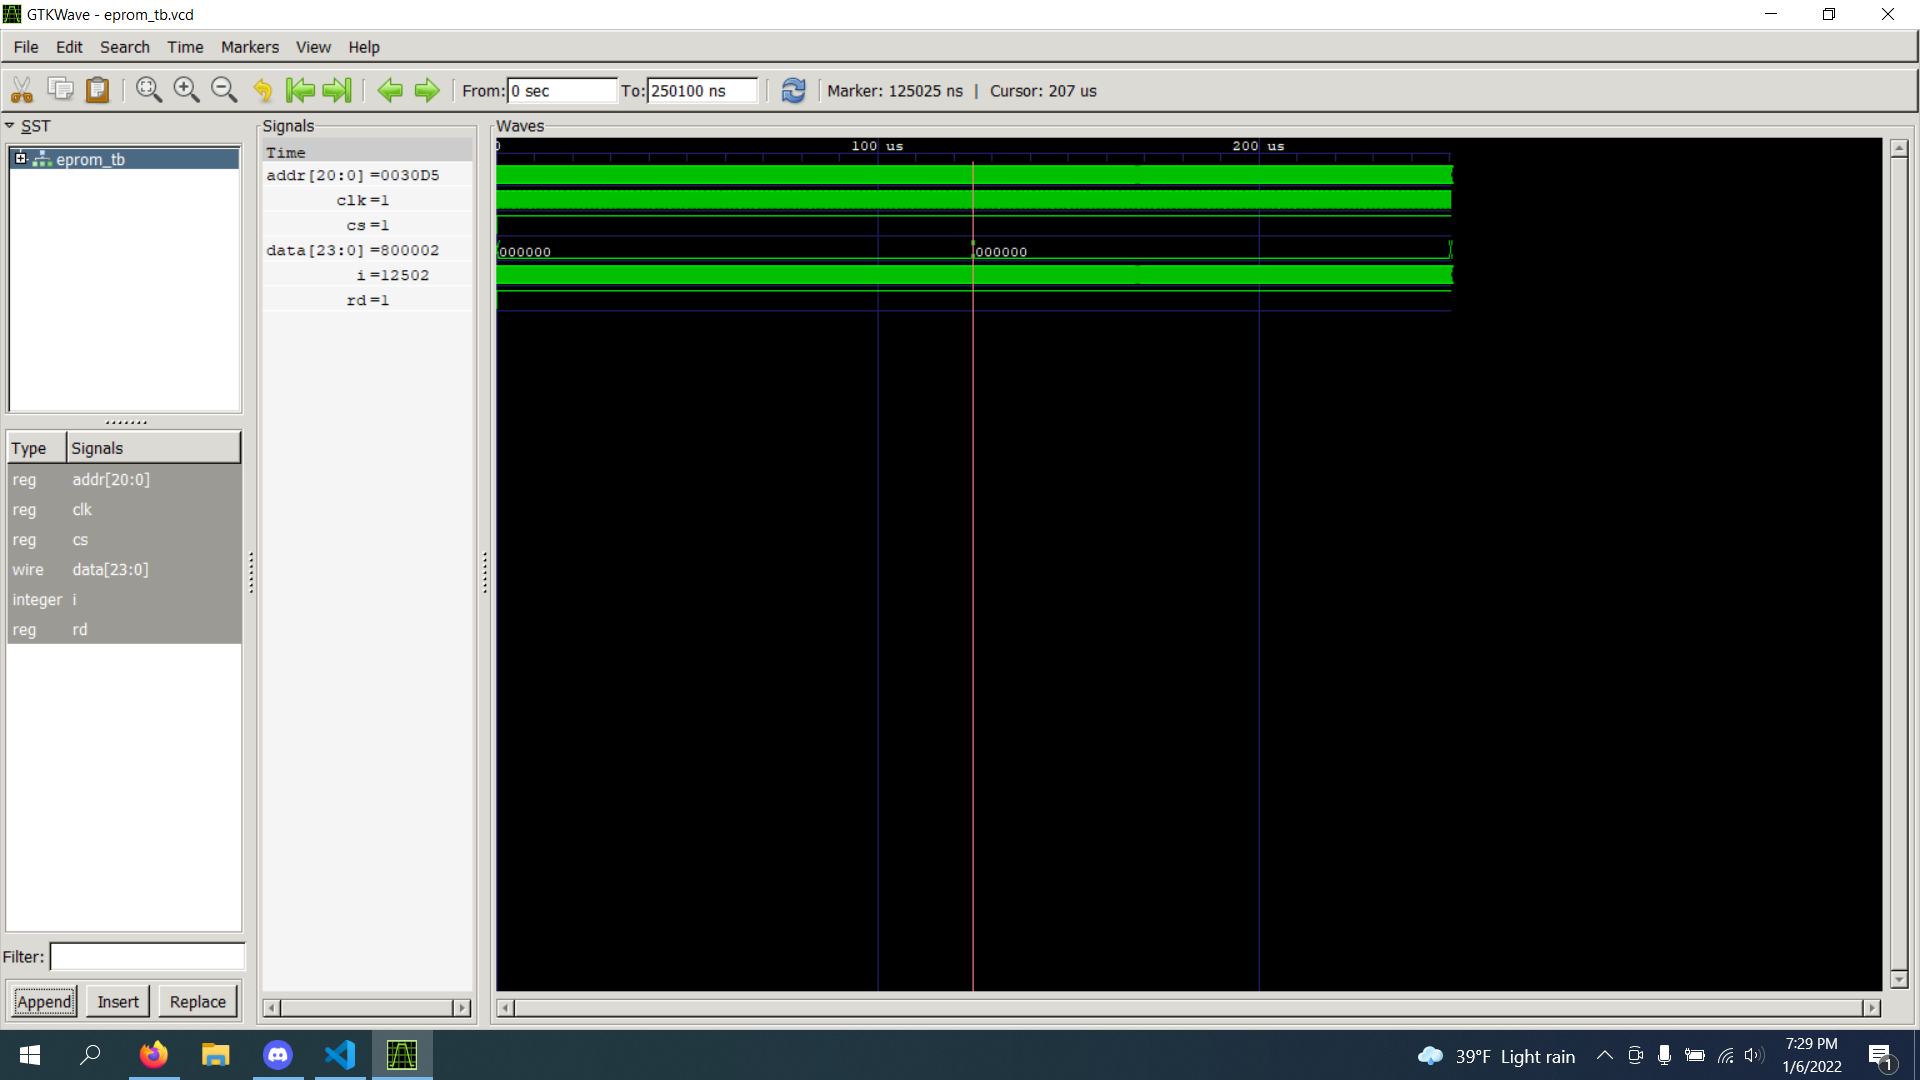 GTKWave - eprom_tb.vcd
File Edit Search Time Markers View Help
From: 0 sec To: 250100 ns Marker: 125025 ns | Cursor: 207 us
SST
eprom_tb
Type Signals
reg addr[20:0]
reg clk
reg cs
wire data[23:0]
integer i
reg rd
Filter:
Append Insert Replace
Signals
Time
addr[20:0] =0030D5
clk =1
cs =1
data[23:0] =800002
i =12502
rd =1
Waves
0 100 us 200 us
000000 000000
39°F Light rain
7:29 PM
1/6/2022
1